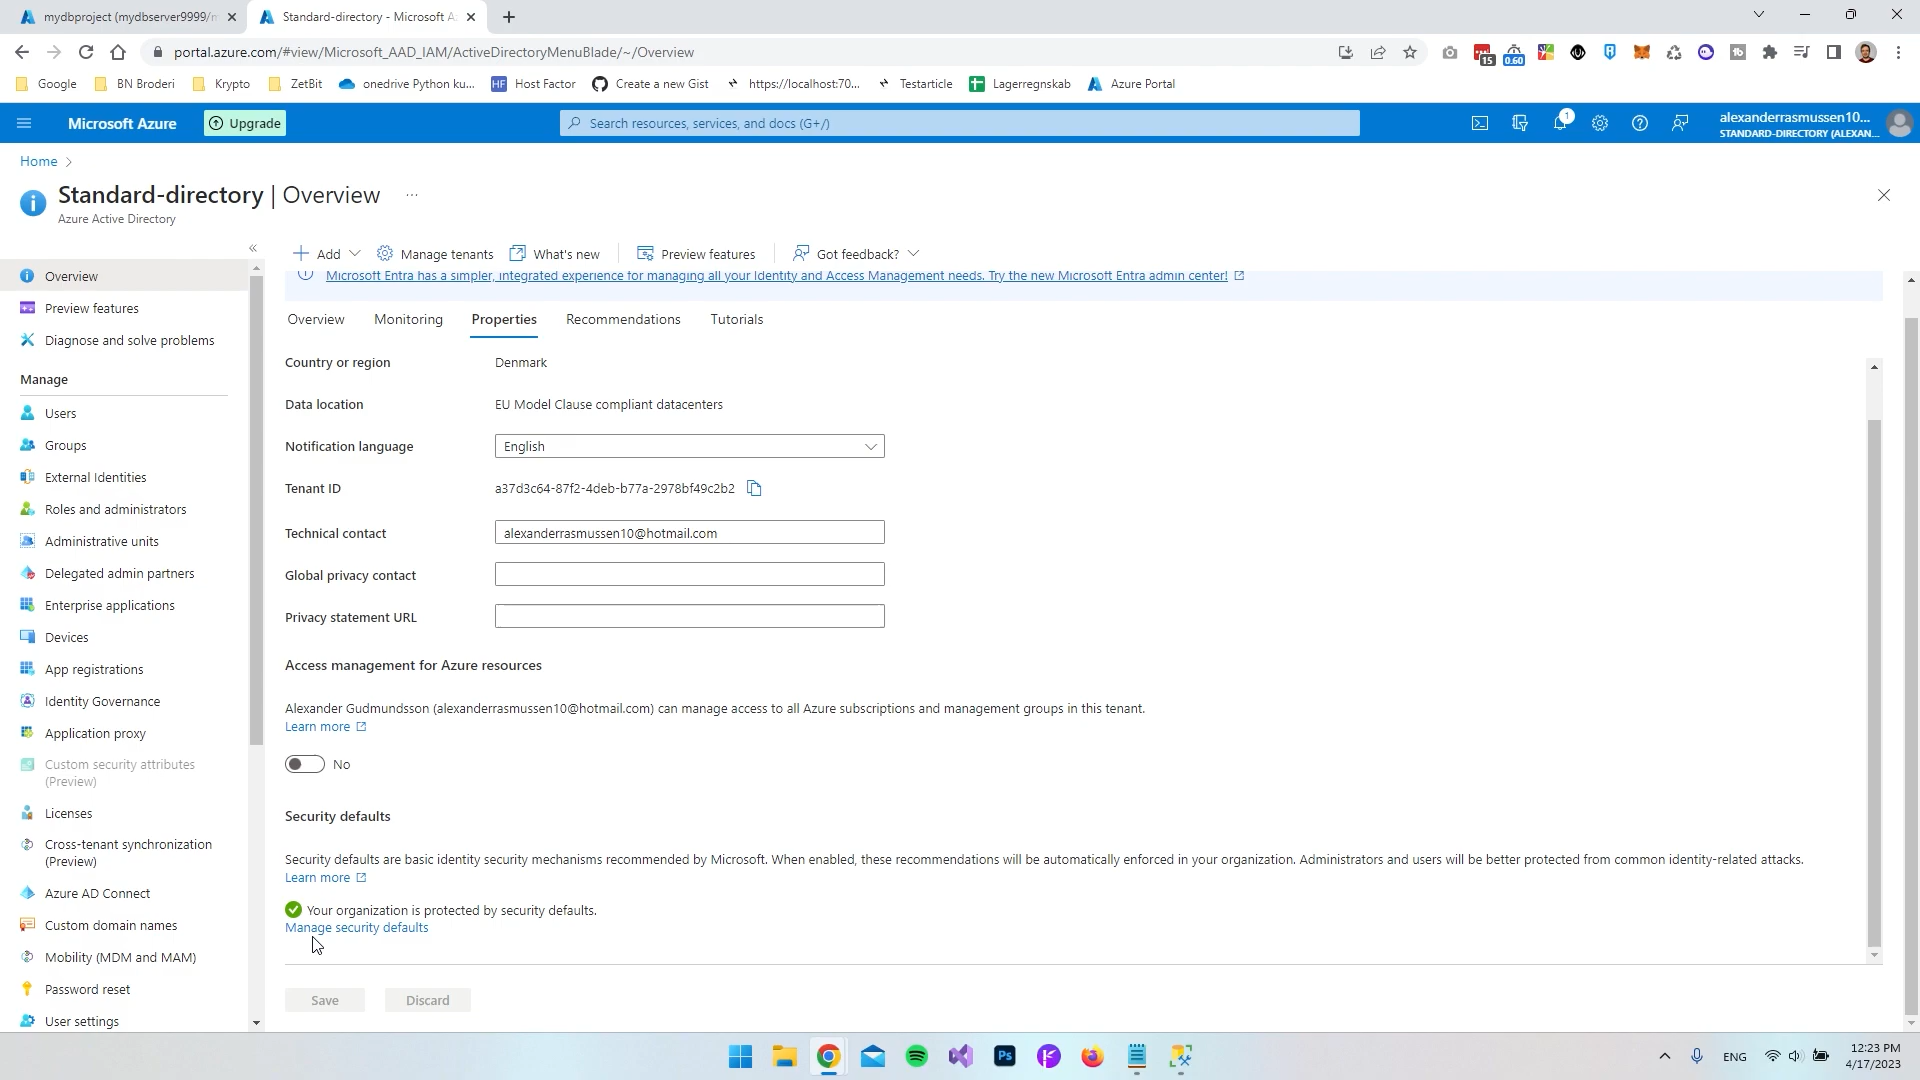 mydbproject (mydbserver9999/m
Standard-directory - Microsoft Az
portal.azure.com/#view/Microsoft_AAD_IAM/ActiveDirectoryMenuBlade/~/Overview
15
0.60
Google
BN Broderi
Krypto
ZetBit
onedrive Python ku...
HF Host Factor
Create a new Gist
https://localhost:70...
Testarticle
Lagerregnskab
Azure Portal
Microsoft Azure
Upgrade
Search resources, services, and docs (G+/)
1
alexanderrasmussen10...
STANDARD-DIRECTORY (ALEXAN...
Home
Standard-directory | Overview
...
Azure Active Directory
Add
Manage tenants
What's new
Preview features
Got feedback?
Microsoft Entra has a simpler, integrated experience for managing all your Identity and Access Management needs. Try the new Microsoft Entra admin center!
Overview
Preview features
Diagnose and solve problems
Manage
Users
Groups
External Identities
Roles and administrators
Administrative units
Delegated admin partners
Enterprise applications
Devices
App registrations
Identity Governance
Application proxy
Custom security attributes
(Preview)
Licenses
Cross-tenant synchronization
(Preview)
Azure AD Connect
Custom domain names
Mobility (MDM and MAM)
Password reset
User settings
Overview
Monitoring
Properties
Recommendations
Tutorials
Country or region
Denmark
Data location
EU Model Clause compliant datacenters
Notification language
English
Tenant ID
a37d3c64-87f2-4deb-b77a-2978bf49c2b2
Technical contact
alexanderrasmussen10@hotmail.com
Global privacy contact
Privacy statement URL
Access management for Azure resources
Alexander Gudmundsson (alexanderrasmussen10@hotmail.com) can manage access to all Azure subscriptions and management groups in this tenant.
Learn more
No
Security defaults
Security defaults are basic identity security mechanisms recommended by Microsoft. When enabled, these recommendations will be automatically enforced in your organization. Administrators and users will be better protected from common identity-related attacks.
Learn more
Your organization is protected by security defaults.
Manage security defaults
Save
Discard
Ps
ENG
12:23 PM
4/17/2023